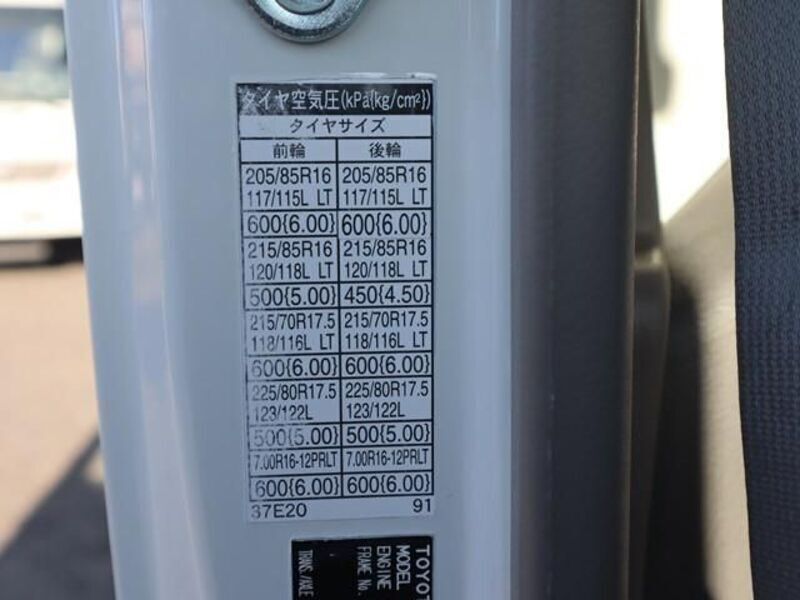 タイヤ空気圧(kPa{kg/cm²})
タイヤサイズ
前輪 後輪
205/85R16 205/85R16
117/115L LT 117/115L LT
600{6.00} 600{6.00}
215/85R16 215/85R16
120/118L LT 120/118L LT
500{5.00} 450{4.50}
215/70R17.5 215/70R17.5
118/116L LT 118/116L LT
600{6.00} 600{6.00}
225/80R17.5 225/80R17.5
123/122L 123/122L
500{5.00} 500{5.00}
7.00R16-12PRLT 7.00R16-12PRLT
600{6.00} 600{6.00}
37E20 91
TOYOT
MODEL
ENGINE
FRAME No.
TRANS./AXLE